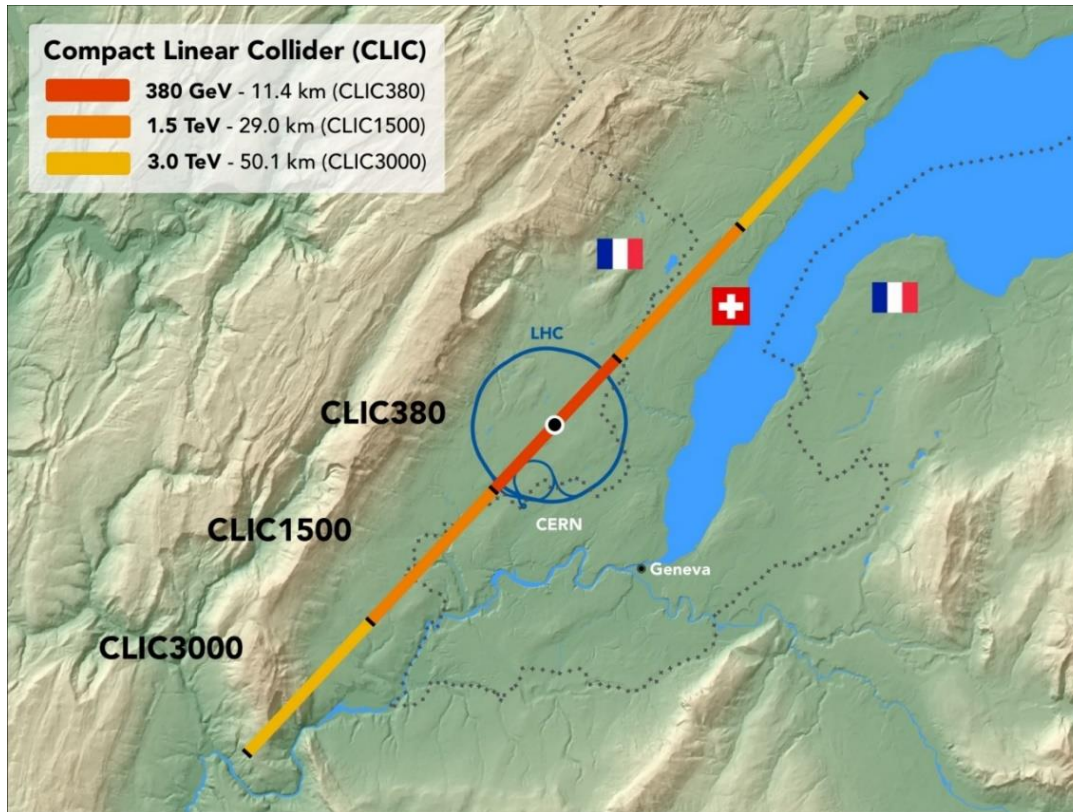 Compact Linear Collider (CLIC)
380 GeV - 11.4 km (CLIC380)
1.5 TeV - 29.0 km (CLIC1500)
3.0 TeV - 50.1 km (CLIC3000)
LHC
CLIC380
CLIC1500
CERN
Geneva
CLIC3000